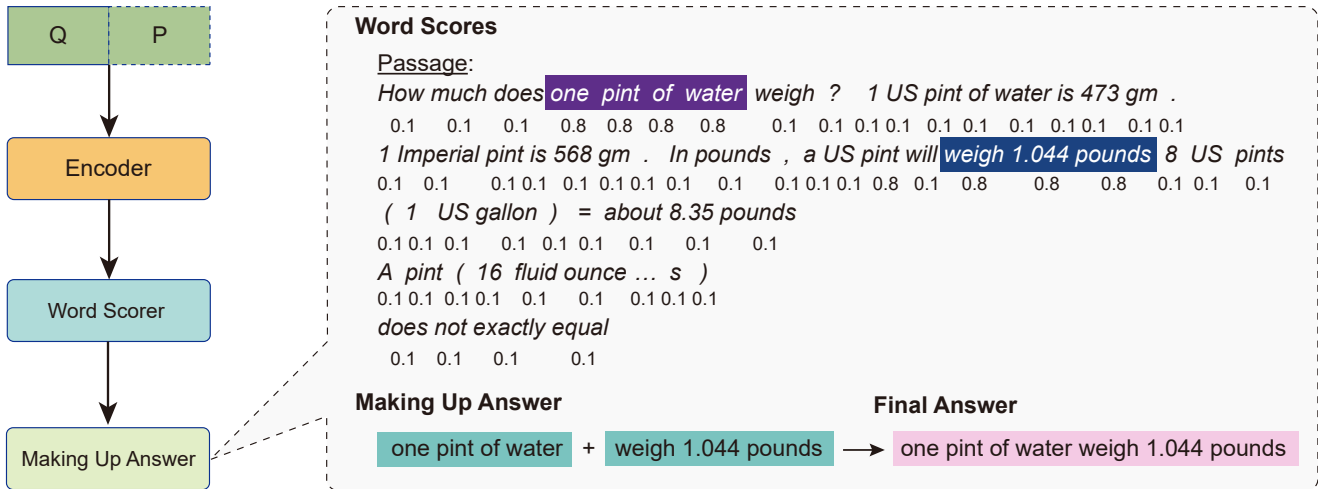 Q
P
Encoder
Word Scorer
Making Up Answer
Word Scores
Passage:
How much does one pint of water weigh ? 1 US pint of water is 473 gm .
0.1 0.1 0.1 0.8 0.8 0.8 0.8 0.1 0.1 0.1 0.1 0.1 0.1 0.1 0.1 0.1 0.1 0.1
1 Imperial pint is 568 gm . In pounds , a US pint will weigh 1.044 pounds 8 US pints
0.1 0.1 0.1 0.1 0.1 0.1 0.1 0.1 0.1 0.1 0.1 0.1 0.8 0.1 0.8 0.8 0.8 0.1 0.1 0.1
( 1 US gallon ) = about 8.35 pounds
0.1 0.1 0.1 0.1 0.1 0.1 0.1 0.1 0.1
A pint ( 16 fluid ounce ... s )
0.1 0.1 0.1 0.1 0.1 0.1 0.1 0.1 0.1
does not exactly equal
0.1 0.1 0.1 0.1
Making Up Answer
Final Answer
one pint of water + weigh 1.044 pounds
one pint of water weigh 1.044 pounds